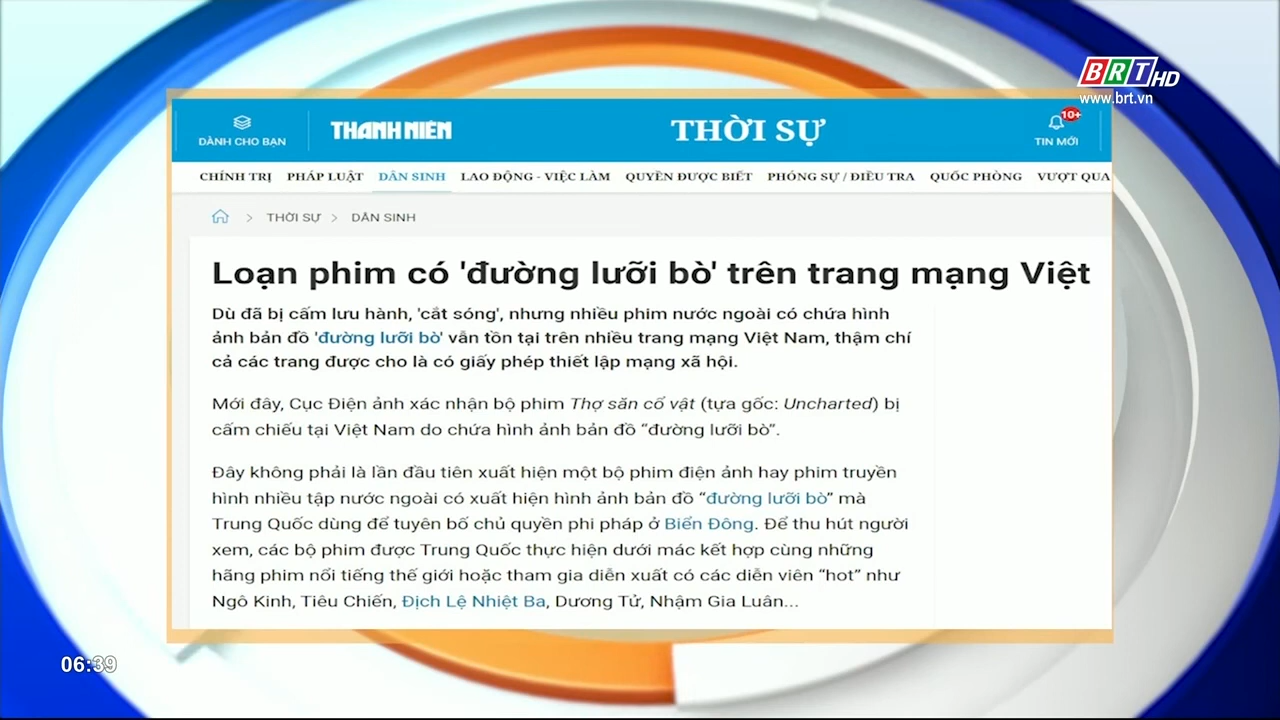 BRT HD
www.brt.vn
DÀNH CHO BẠN
THANH NIÊN
THỜI SỰ
10+
TIN MỚI
CHÍNH TRỊ PHÁP LUẬT DÂN SINH LAO ĐỘNG - VIỆC LÀM QUYỀN ĐƯỢC BIẾT PHÓNG SỰ / ĐIỀU TRA QUỐC PHÒNG VƯỢT QUA
> THỜI SỰ > DÂN SINH
Loạn phim có 'đường lưỡi bò' trên trang mạng Việt
Dù đã bị cấm lưu hành, 'cắt sóng', nhưng nhiều phim nước ngoài có chứa hình
ảnh bản đồ 'đường lưỡi bò' vẫn tồn tại trên nhiều trang mạng Việt Nam, thậm chí
cả các trang được cho là có giấy phép thiết lập mạng xã hội.
Mới đây, Cục Điện ảnh xác nhận bộ phim Thợ săn cổ vật (tựa gốc: Uncharted) bị
cấm chiếu tại Việt Nam do chứa hình ảnh bản đồ “đường lưỡi bò”.
Đây không phải là lần đầu tiên xuất hiện một bộ phim điện ảnh hay phim truyền
hình nhiều tập nước ngoài có xuất hiện hình ảnh bản đồ “đường lưỡi bò” mà
Trung Quốc dùng để tuyên bố chủ quyền phi pháp ở Biển Đông. Để thu hút người
xem, các bộ phim được Trung Quốc thực hiện dưới mác kết hợp cùng những
hãng phim nổi tiếng thế giới hoặc tham gia diễn xuất có các diễn viên “hot” như
Ngô Kinh, Tiêu Chiến, Địch Lệ Nhiệt Ba, Dương Tử, Nhậm Gia Luân...
06:39